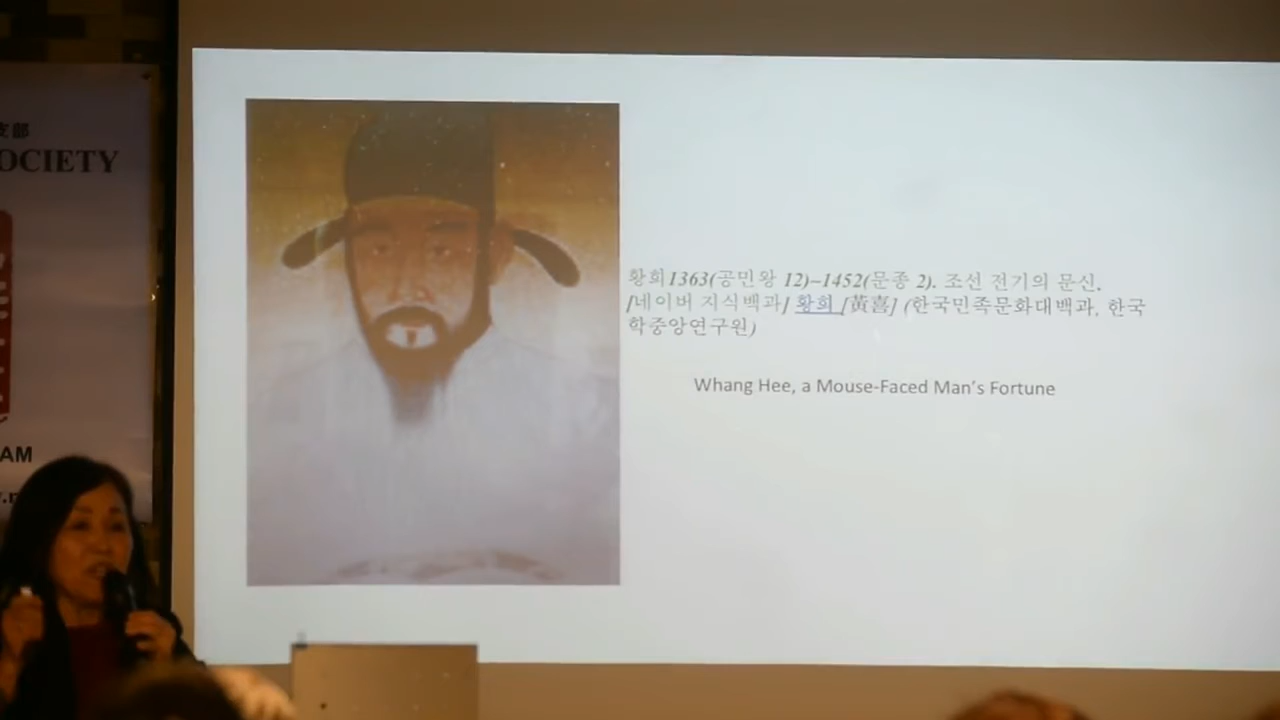 支部
OCIETY
AM
황희1363(공민왕 12)–1452(문종 2). 조선 전기의 문신.
[네이버 지식백과] 황희 [黃喜] (한국민족문화대백과, 한국
학중앙연구원)
Whang Hee, a Mouse-Faced Man's Fortune